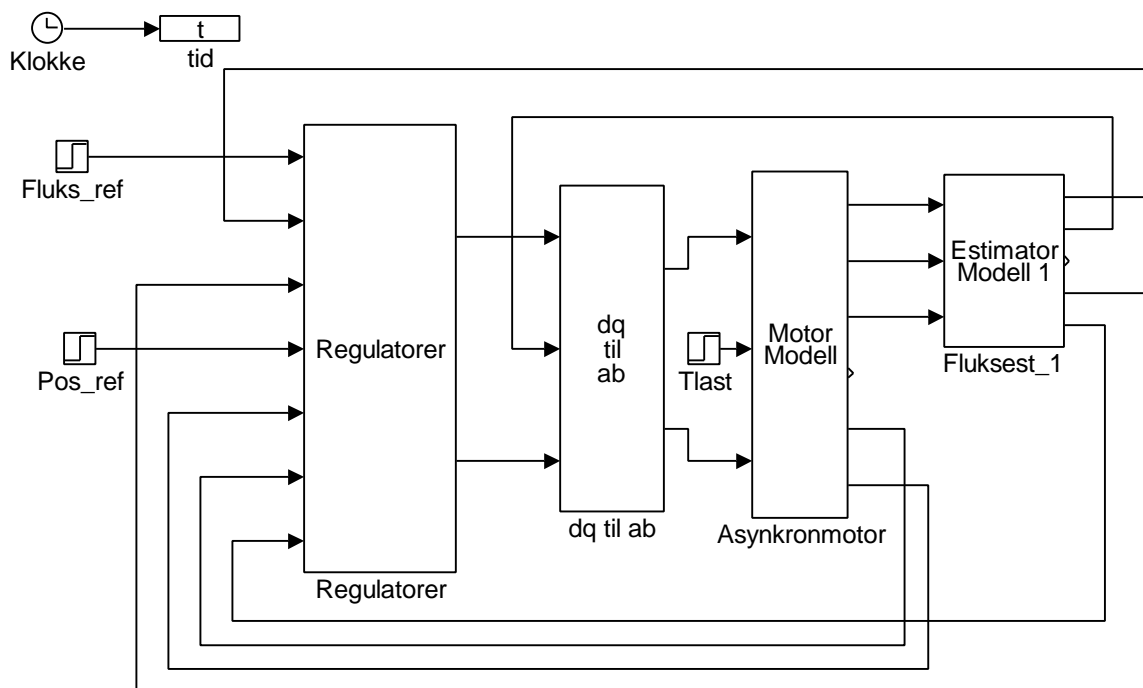 t
Klokke
tid
Fluks_ref
Pos_ref
Regulatorer
Regulatorer
dq
til
ab
dq til ab
Tlast
Motor
Modell
Asynkronmotor
Estimator
Modell 1
Fluksest_1